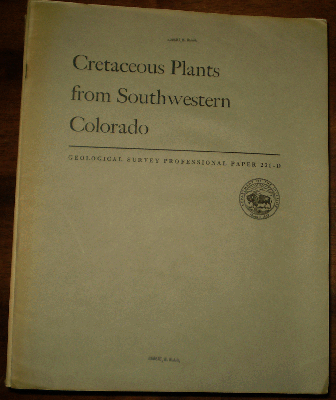 Cretaceous Plants
from Southwestern
Colorado
GEOLOGICAL SURVEY PROFESSIONAL PAPER 221-D